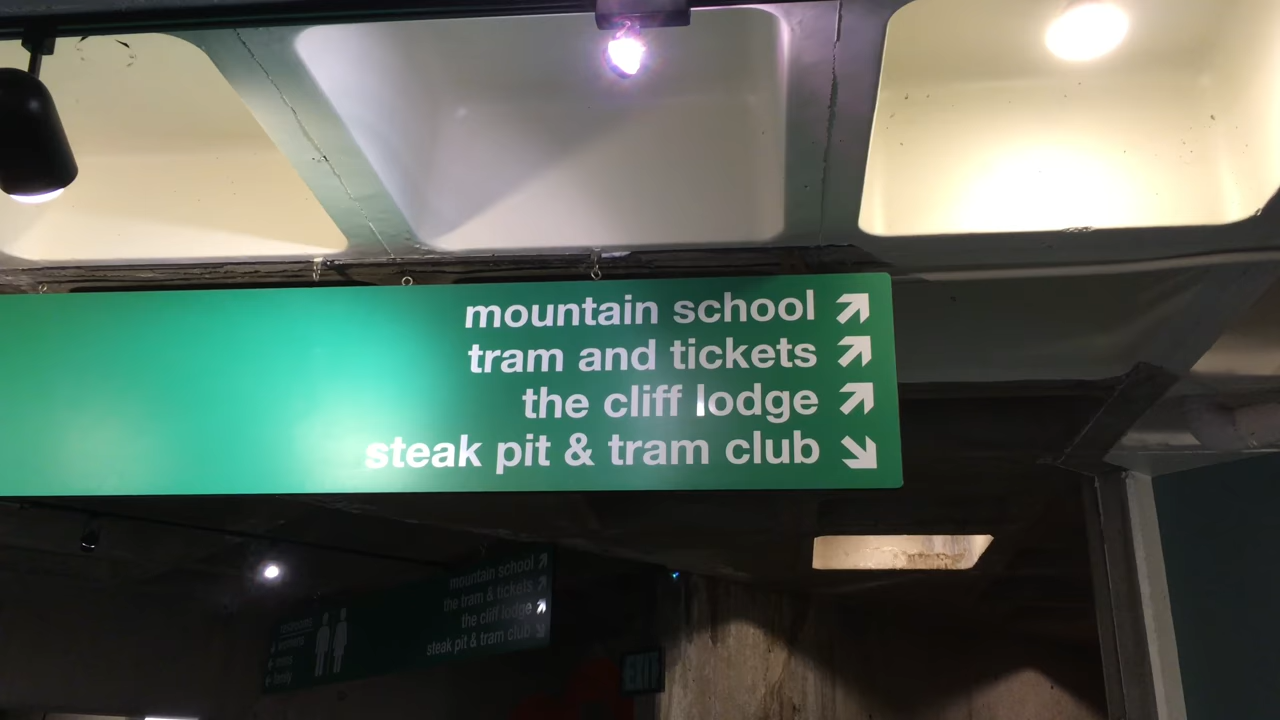 mountain school
tram and tickets
the cliff lodge
steak pit & tram club
mountain school
the tram & tickets
the cliff lodge
steak pit & tram club
EXIT